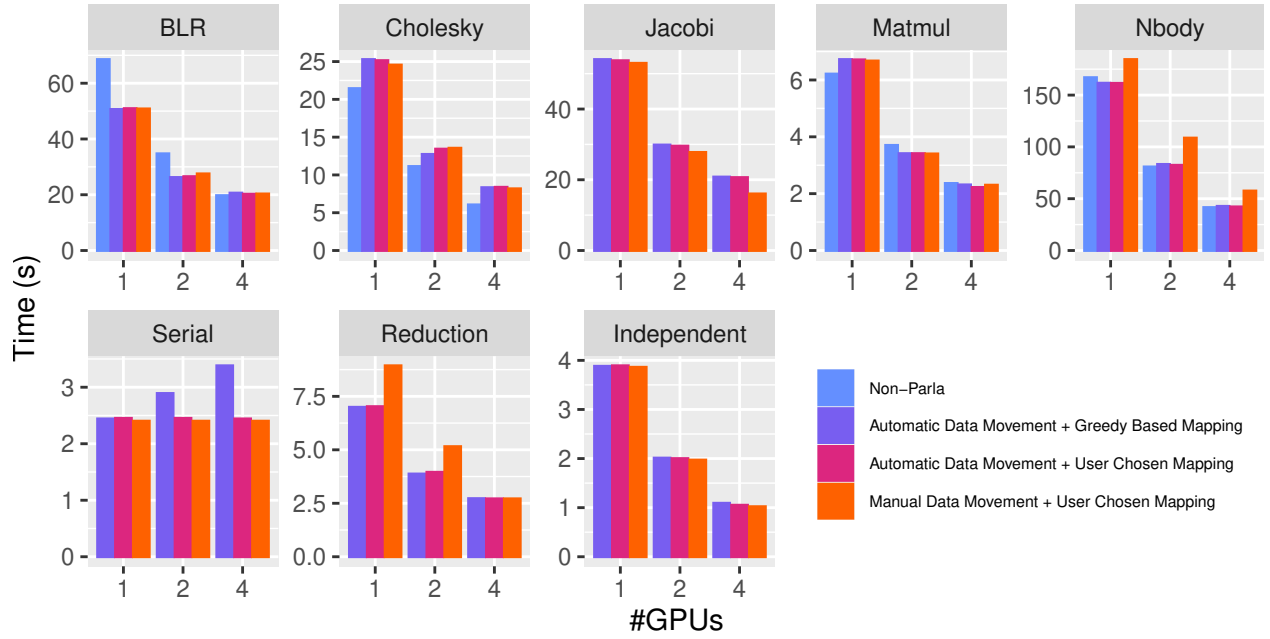 BLR
Cholesky
Jacobi
Matmul
Nbody
60
40
20
0
1 2 4
25
20
15
10
5
0
1 2 4
40
20
0
1 2 4
6
4
2
0
1 2 4
150
100
50
0
1 2 4
Time (s)
Serial
Reduction
Independent
3
2
1
0
1 2 4
7.5
5.0
2.5
0.0
1 2 4
4
3
2
1
0
1 2 4
#GPUs
Non−Parla
Automatic Data Movement + Greedy Based Mapping
Automatic Data Movement + User Chosen Mapping
Manual Data Movement + User Chosen Mapping